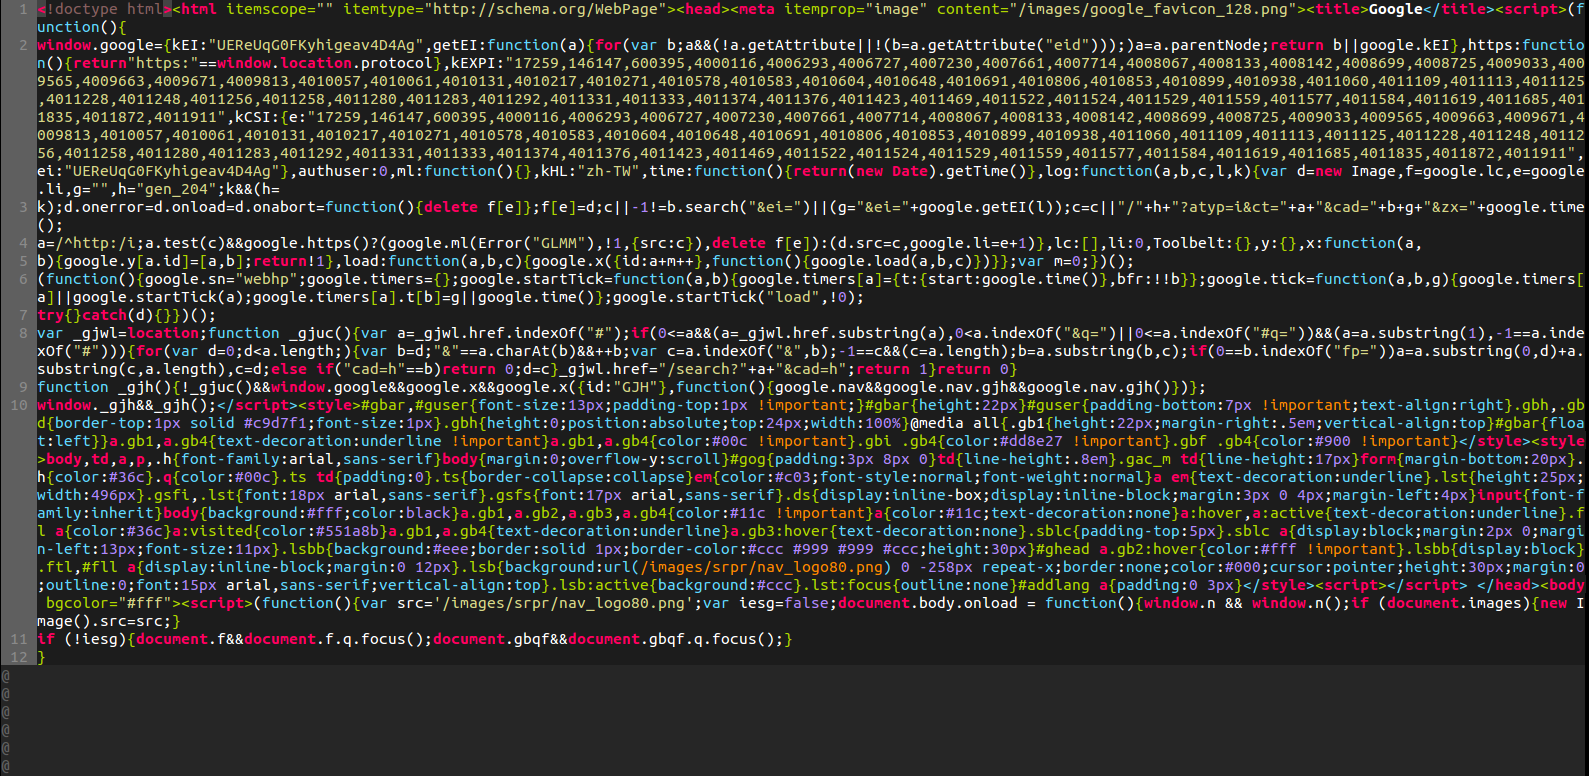 1 <!doctype html><html itemscope="" itemtype="http://schema.org/WebPage"><head><meta itemprop="image" content="/images/google_favicon_128.png"><title>Google</title><script>(f
unction(){
2 window.google={kEI:"UEReUqG0FKyhigeav4D4Ag",getEI:function(a){for(var b;a&&(!a.getAttribute||!(b=a.getAttribute("eid")));)a=a.parentNode;return b||google.kEI},https:functio
n(){return"https:"==window.location.protocol},kEXPI:"17259,146147,600395,4000116,4006293,4006727,4007230,4007661,4007714,4008067,4008133,4008142,4008699,4008725,4009033,400
9565,4009663,4009671,4009813,4010057,4010061,4010131,4010217,4010271,4010578,4010583,4010604,4010648,4010691,4010806,4010853,4010899,4010938,4011060,4011109,4011113,4011125
,4011228,4011248,4011256,4011258,4011280,4011283,4011292,4011331,4011333,4011374,4011376,4011423,4011469,4011522,4011524,4011529,4011559,4011577,4011584,4011619,4011685,401
1835,4011872,4011911",kCSI:{e:"17259,146147,600395,4000116,4006293,4006727,4007230,4007661,4007714,4008067,4008133,4008142,4008699,4008725,4009033,4009565,4009663,4009671,4
009813,4010057,4010061,4010131,4010217,4010271,4010578,4010583,4010604,4010648,4010691,4010806,4010853,4010899,4010938,4011060,4011109,4011113,4011125,4011228,4011248,40112
56,4011258,4011280,4011283,4011292,4011331,4011333,4011374,4011376,4011423,4011469,4011522,4011524,4011529,4011559,4011577,4011584,4011619,4011685,4011835,4011872,4011911",
ei:"UEReUqG0FKyhigeav4D4Ag"},authuser:0,ml:function(){},kHL:"zh-TW",time:function(){return(new Date).getTime()},log:function(a,b,c,l,k){var d=new Image,f=google.lc,e=google
.li,g="",h="gen_204";k&&(h=
3 k);d.onerror=d.onload=d.onabort=function(){delete f[e]};f[e]=d;c||-1!=b.search("&ei=")||(g="&ei="+google.getEI(l));c=c||"/"+h+"?atyp=i&ct="+a+"&cad="+b+g+"&zx="+google.time
();
4 a=/^http:/i;a.test(c)&&google.https()?(google.ml(Error("GLMM"),!1,{src:c}),delete f[e]):(d.src=c,google.li=e+1)},lc:[],li:0,Toolbelt:{},y:{},x:function(a,
5 b){google.y[a.id]=[a,b];return!1},load:function(a,b,c){google.x({id:a+m++},function(){google.load(a,b,c)})}};var m=0;})();
6 (function(){google.sn="webhp";google.timers={};google.startTick=function(a,b){google.timers[a]={t:{start:google.time()},bfr:!!b}};google.tick=function(a,b,g){google.timers[
a]||google.startTick(a);google.timers[a].t[b]=g||google.time()};google.startTick("load",!0);
7 try{}catch(d){}})();
8 var _gjwl=location;function _gjuc(){var a=_gjwl.href.indexOf("#");if(0<=a&&(a=_gjwl.href.substring(a),0<a.indexOf("&q=")||0<=a.indexOf("#q="))&&(a=a.substring(1),-1==a.inde
xOf("#"))){for(var d=0;d<a.length;){var b=d;"&"==a.charAt(b)&&++b;var c=a.indexOf("&",b);-1==c&&(c=a.length);b=a.substring(b,c);if(0==b.indexOf("fp="))a=a.substring(0,d)+a.
substring(c,a.length),c=d;else if("cad=h"==b)return 0;d=c}_gjwl.href="/search?"+a+"&cad=h";return 1}return 0}
9 function _gjh(){!_gjuc()&&window.google&&google.x&&google.x({id:"GJH"},function(){google.nav&&google.nav.gjh&&google.nav.gjh()})};
10 window._gjh&&_gjh();</script><style>#gbar,#guser{font-size:13px;padding-top:1px !important;}#gbar{height:22px}#guser{padding-bottom:7px !important;text-align:right}.gbh,.gb
d{border-top:1px solid #c9d7f1;font-size:1px}.gbh{height:0;position:absolute;top:24px;width:100%}@media all{.gb1{height:22px;margin-right:.5em;vertical-align:top}#gbar{floa
t:left}}a.gb1,a.gb4{text-decoration:underline !important}a.gb1,a.gb4{color:#00c !important}.gbi .gb4{color:#dd8e27 !important}.gbf .gb4{color:#900 !important}</style><style
>body,td,a,p,.h{font-family:arial,sans-serif}body{margin:0;overflow-y:scroll}#gog{padding:3px 8px 0}td{line-height:.8em}.gac_m td{line-height:17px}form{margin-bottom:20px}.
h{color:#36c}.q{color:#00c}.ts td{padding:0}.ts{border-collapse:collapse}em{color:#c03;font-style:normal;font-weight:normal}a em{text-decoration:underline}.lst{height:25px;
width:496px}.gsfi,.lst{font:18px arial,sans-serif}.gsfs{font:17px arial,sans-serif}.ds{display:inline-box;display:inline-block;margin:3px 0 4px;margin-left:4px}input{font-f
amily:inherit}body{background:#fff;color:black}a.gb1,a.gb2,a.gb3,a.gb4{color:#11c !important}a{color:#11c;text-decoration:none}a:hover,a:active{text-decoration:underline}.f
l a{color:#36c}a:visited{color:#551a8b}a.gb1,a.gb4{text-decoration:underline}a.gb3:hover{text-decoration:none}.sblc{padding-top:5px}.sblc a{display:block;margin:2px 0;margi
n-left:13px;font-size:11px}.lsbb{background:#eee;border:solid 1px;border-color:#ccc #999 #999 #ccc;height:30px}#ghead a.gb2:hover{color:#fff !important}.lsbb{display:block}
.ftl,#fll a{display:inline-block;margin:0 12px}.lsb{background:url(/images/srpr/nav_logo80.png) 0 -258px repeat-x;border:none;color:#000;cursor:pointer;height:30px;margin:0
;outline:0;font:15px arial,sans-serif;vertical-align:top}.lsb:active{background:#ccc}.lst:focus{outline:none}#addlang a{padding:0 3px}</style><script></script> </head><body
 bgcolor="#fff"><script>(function(){var src='/images/srpr/nav_logo80.png';var iesg=false;document.body.onload = function(){window.n && window.n();if (document.images){new I
mage().src=src;}
11 if (!iesg){document.f&&document.f.q.focus();document.gbqf&&document.gbqf.q.focus();}
12 }
@
@
@
@
@
@